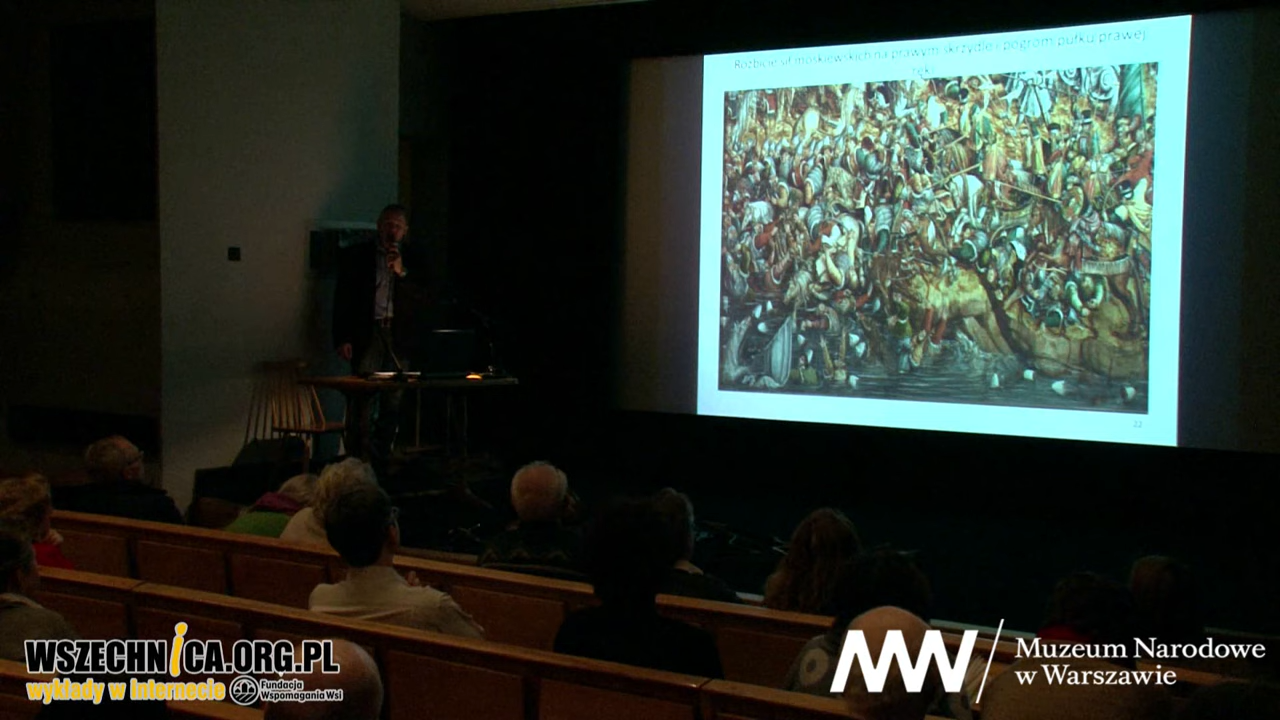 Rozbicie sił moskiewskich na prawym skrzydle i pogrom pułku prawej
ręki
22
WSZECHNICA.ORG.PL
wykłady w internecie
Fundacja
Wspomagania Wsi
Muzeum Narodowe
w Warszawie